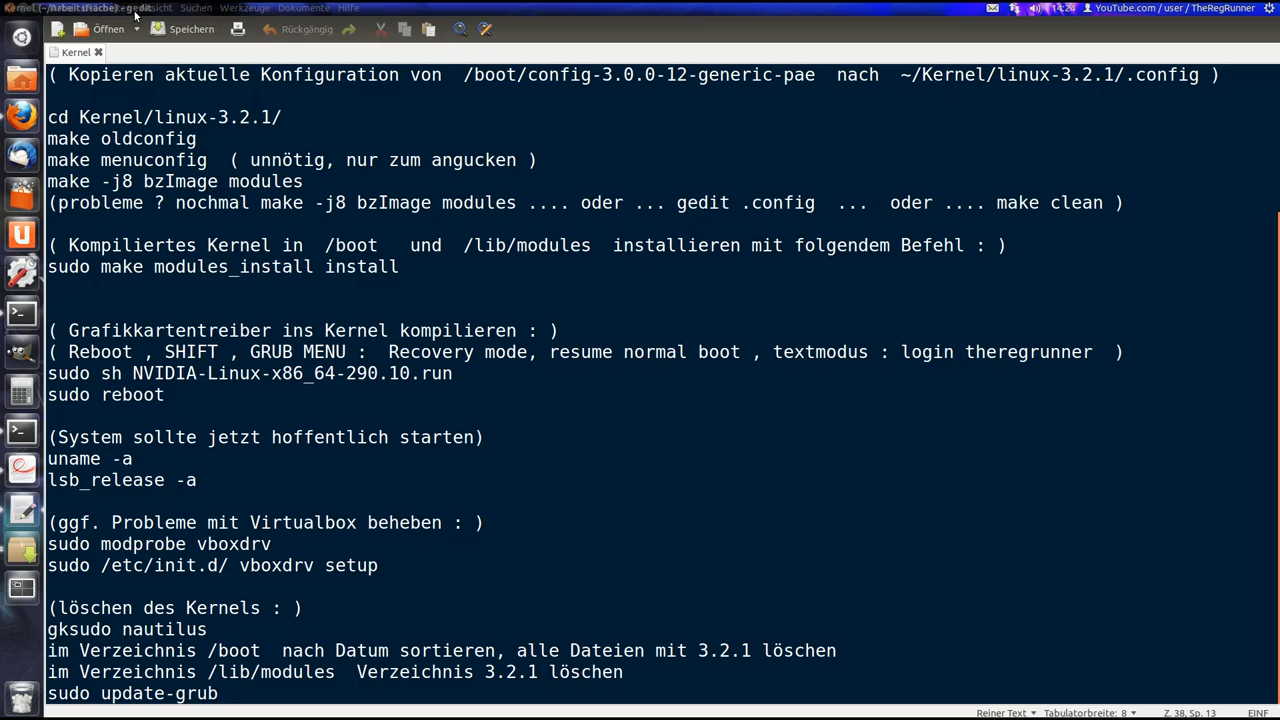 Suchen Werkzeuge Dokumente Hilfe
14:24 YouTube.com / user / TheRegRunner
Öffnen Speichern Rückgängig
Kernel
( Kopieren aktuelle Konfiguration von /boot/config-3.0.0-12-generic-pae nach ~/Kernel/linux-3.2.1/.config )
cd Kernel/linux-3.2.1/
make oldconfig
make menuconfig ( unnötig, nur zum angucken )
make -j8 bzImage modules
(probleme ? nochmal make -j8 bzImage modules .... oder ... gedit .config ... oder .... make clean )
( Kompiliertes Kernel in /boot und /lib/modules installieren mit folgendem Befehl : )
sudo make modules_install install
( Grafikkartentreiber ins Kernel kompilieren : )
( Reboot , SHIFT , GRUB MENU : Recovery mode, resume normal boot , textmodus : login theregrunner )
sudo sh NVIDIA-Linux-x86_64-290.10.run
sudo reboot
(System sollte jetzt hoffentlich starten)
uname -a
lsb_release -a
(ggf. Probleme mit Virtualbox beheben : )
sudo modprobe vboxdrv
sudo /etc/init.d/ vboxdrv setup
(löschen des Kernels : )
gksudo nautilus
im Verzeichnis /boot nach Datum sortieren, alle Dateien mit 3.2.1 löschen
im Verzeichnis /lib/modules Verzeichnis 3.2.1 löschen
sudo update-grub
Reiner Text Tabulatorbreite: 8 Z. 38, Sp. 13 EINF